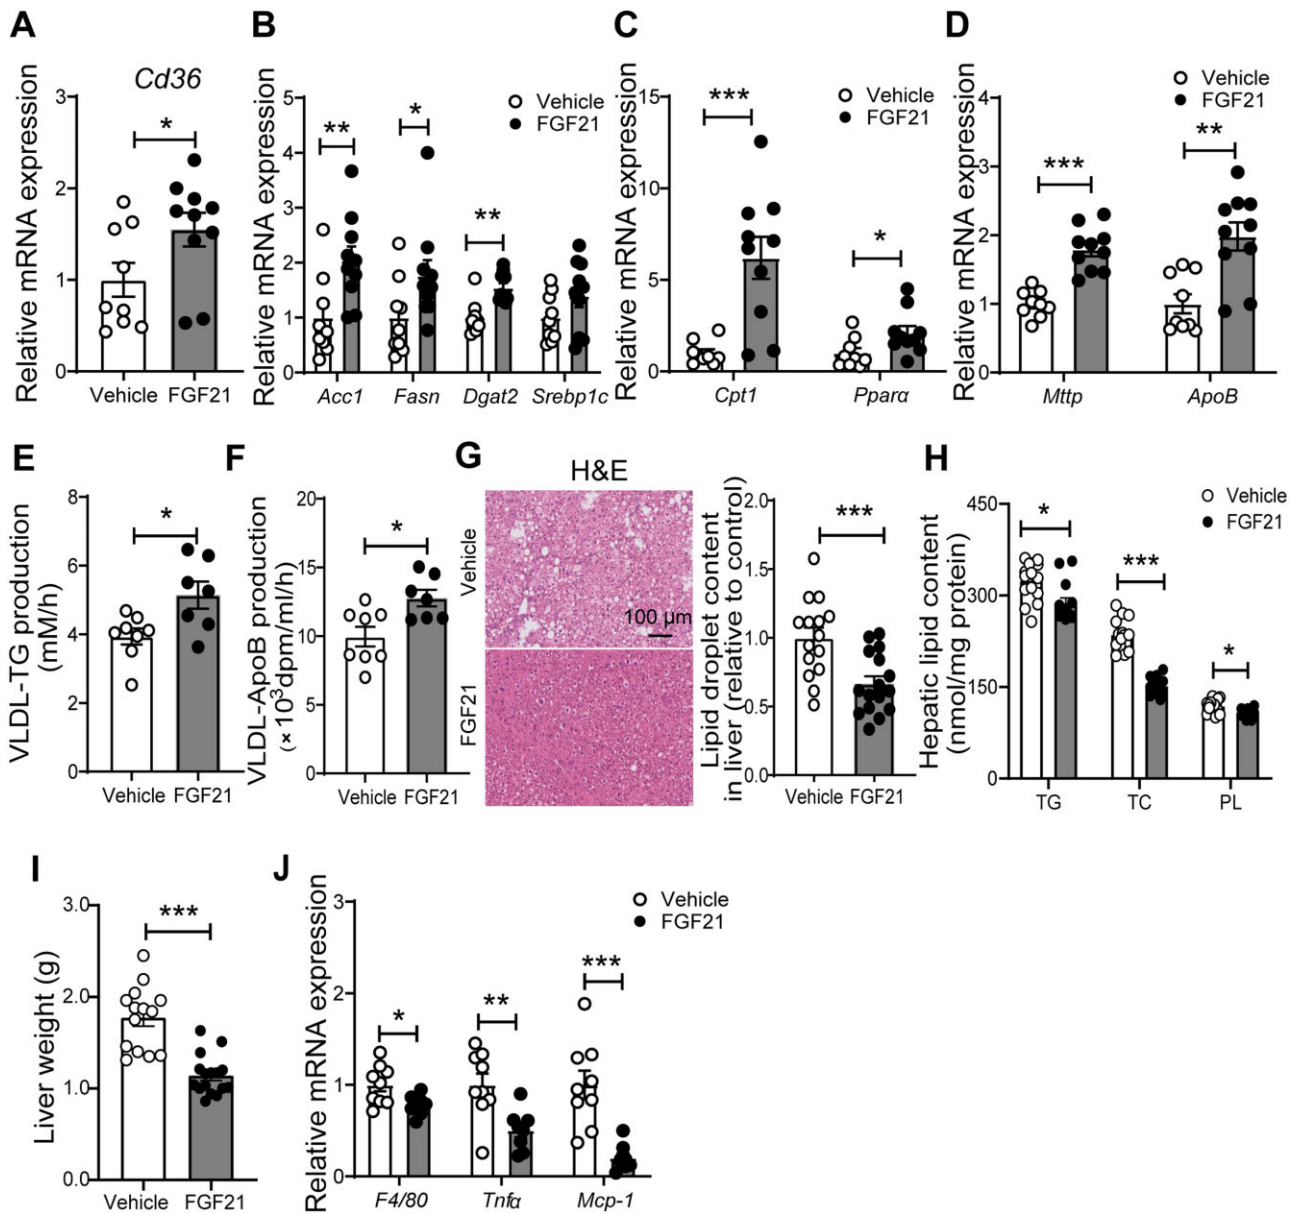 A
Cd36
Relative mRNA expression
3
2
1
0
*
Vehicle FGF21
B
Relative mRNA expression
5
4
3
2
1
0
Vehicle
FGF21
** * **
Acc1 Fasn Dgat2 Srebp1c
C
Relative mRNA expression
15
10
5
0
Vehicle
FGF21
*** *
Cpt1 Pparα
D
Relative mRNA expression
4
3
2
1
0
Vehicle
FGF21
*** **
Mttp ApoB
E
VLDL-TG production
(mM/h)
8
6
4
2
0
*
Vehicle FGF21
F
VLDL-ApoB production
(×10³dpm/ml/h)
20
15
10
5
0
*
Vehicle FGF21
G
H&E
Vehicle
100 µm
FGF21
Lipid droplet content
in liver (relative to control)
2.0
1.5
1.0
0.5
0.0
***
Vehicle FGF21
H
Hepatic lipid content
(nmol/mg protein)
450
300
150
0
Vehicle
FGF21
* *** *
TG TC PL
I
Liver weight (g)
3.0
2.0
1.0
0.0
***
Vehicle FGF21
J
Relative mRNA expression
3
2
1
0
Vehicle
FGF21
* ** ***
F4/80 Tnfα Mcp-1